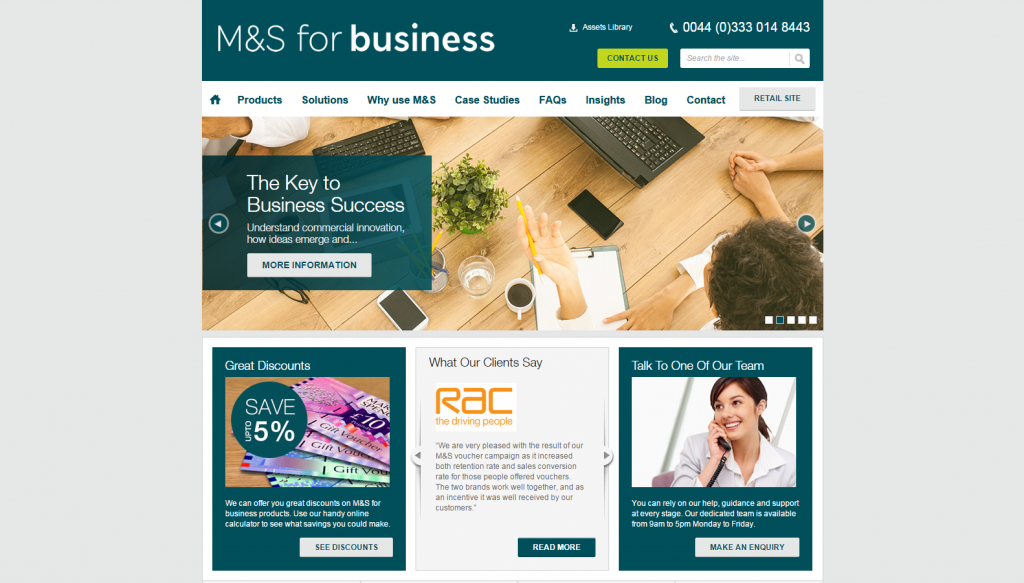 M&S for business
Assets Library
0044 (0)333 014 8443
CONTACT US
Search the site...
Products
Solutions
Why use M&S
Case Studies
FAQs
Insights
Blog
Contact
RETAIL SITE
The Key to
Business Success
Understand commercial innovation,
how ideas emerge and...
MORE INFORMATION
Great Discounts
SAVE
UPTO
5%
£10
Gift Voucher
Gift Voucher
Gift Vou
We can offer you great discounts on M&S for
business products. Use our handy online
calculator to see what savings you could make.
SEE DISCOUNTS
What Our Clients Say
RAC
the driving people
“We are very pleased with the result of our
M&S voucher campaign as it increased
both retention rate and sales conversion
rate for those people offered vouchers.
The two brands work well together, and as
an incentive it was well received by our
customers.”
READ MORE
Talk To One Of Our Team
You can rely on our help, guidance and support
at every stage. Our dedicated team is available
from 9am to 5pm Monday to Friday.
MAKE AN ENQUIRY